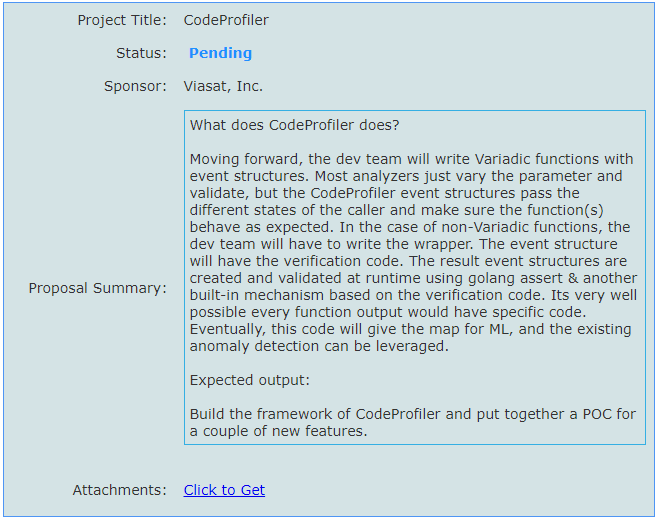 Project Title: CodeProfiler
Status: Pending
Sponsor: Viasat, Inc.
What does CodeProfiler does?
Moving forward, the dev team will write Variadic functions with
event structures. Most analyzers just vary the parameter and
validate, but the CodeProfiler event structures pass the
different states of the caller and make sure the function(s)
behave as expected. In the case of non-Variadic functions, the
dev team will have to write the wrapper. The event structure
will have the verification code. The result event structures are
Proposal Summary: created and validated at runtime using golang assert & another
built-in mechanism based on the verification code. Its very well
possible every function output would have specific code.
Eventually, this code will give the map for ML, and the existing
anomaly detection can be leveraged.
Expected output:
Build the framework of CodeProfiler and put together a POC for
a couple of new features.
Attachments: Click to Get